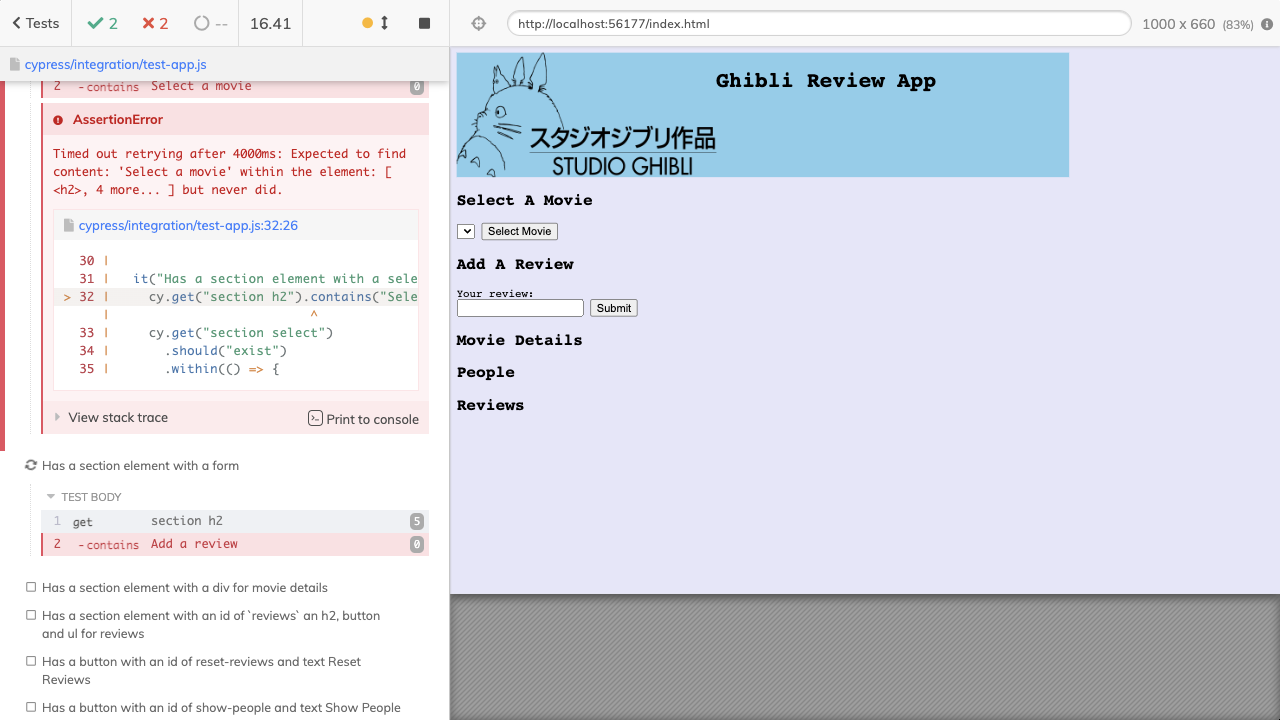 Tests
2
2
--
16.41
http://localhost:56177/index.html
1000 x 660 (83%)
cypress/integration/test-app.js
2 -contains Select a movie 0
AssertionError
Timed out retrying after 4000ms: Expected to find
content: 'Select a movie' within the element: [
<h2>, 4 more... ] but never did.
cypress/integration/test-app.js:32:26
30 |
31 | it("Has a section element with a sele
> 32 | cy.get("section h2").contains("Sele
| ^
33 | cy.get("section select")
34 | .should("exist")
35 | .within(() => {
View stack trace
Print to console
Has a section element with a form
TEST BODY
1 get section h2 5
2 -contains Add a review 0
Has a section element with a div for movie details
Has a section element with an id of `reviews` an h2, button
and ul for reviews
Has a button with an id of reset-reviews and text Reset
Reviews
Has a button with an id of show-people and text Show People
Ghibli Review App
スタジオジブリ作品
STUDIO GHIBLI
Select A Movie
Select Movie
Add A Review
Your review:
Submit
Movie Details
People
Reviews